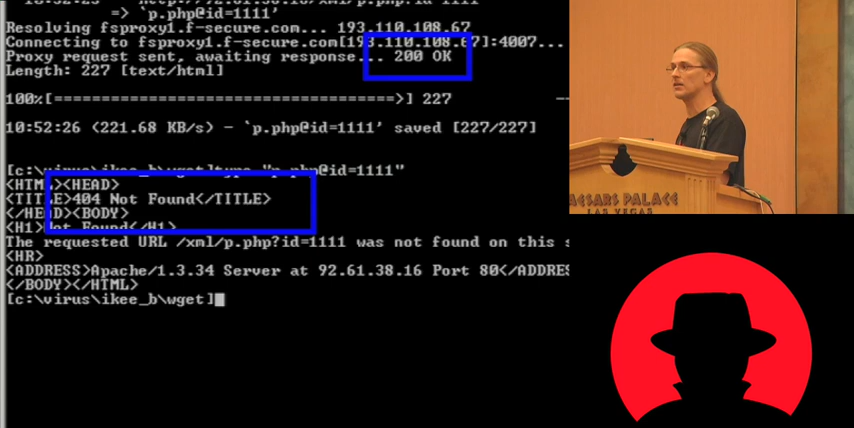 => `p.php@id=1111'
Resolving fsproxy1.f-secure.com... 193.110.108.67
Connecting to fsproxy1.f-secure.com[193.110.108.67]:4007...
Proxy request sent, awaiting response... 200 OK
Length: 227 [text/html]
100%[====================================>] 227 --
10:52:26 (221.68 KB/s) - `p.php@id=1111' saved [227/227]
[c:\virus\ikee_b\wget]type "p.php@id=1111"
<HTML><HEAD>
<TITLE>404 Not Found</TITLE>
</HEAD><BODY>
<H1>Not Found</H1>
The requested URL /xml/p.php?id=1111 was not found on this s
<HR>
<ADDRESS>Apache/1.3.34 Server at 92.61.38.16 Port 80</ADDRES
</BODY></HTML>
[c:\virus\ikee_b\wget]
CAESARS PALACE
LAS VEGAS